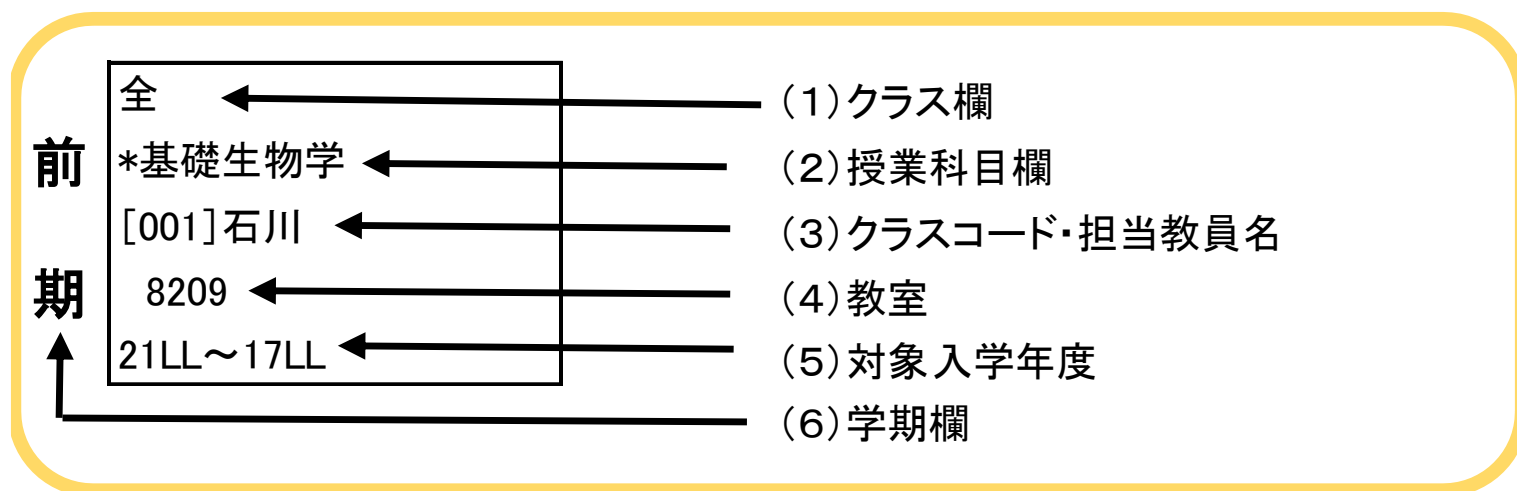 全
(1)クラス欄
*基礎生物学
(2)授業科目欄
[001]石川
(3)クラスコード・担当教員名
8209
(4)教室
21LL～17LL
(5)対象入学年度
前期
(6)学期欄